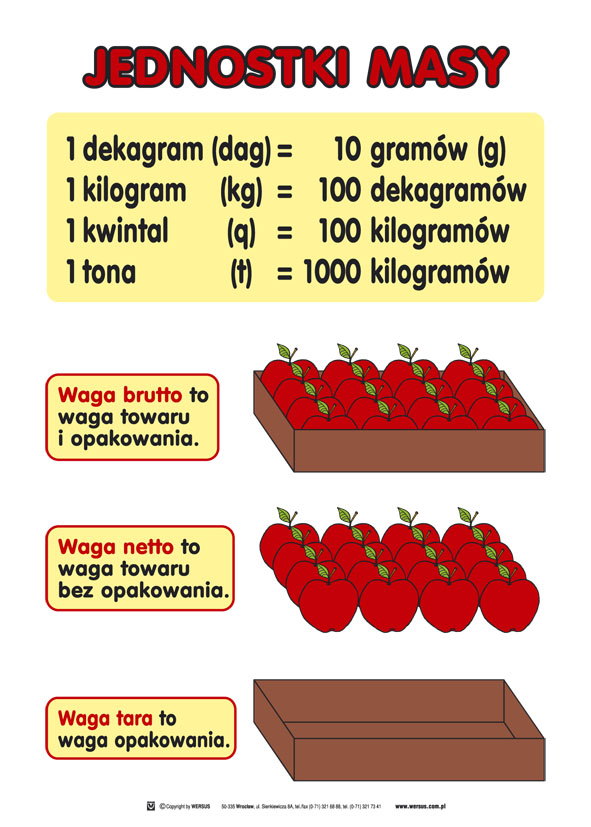 JEDNOSTKI MASY
1 dekagram (dag) = 10 gramów (g)
1 kilogram (kg) = 100 dekagramów
1 kwintal (q) = 100 kilogramów
1 tona (t) = 1000 kilogramów
Waga brutto to
waga towaru
i opakowania.
Waga netto to
waga towaru
bez opakowania.
Waga tara to
waga opakowania.
© Copyright by WERSUS 50-335 Wrocław, ul. Sienkiewicza 8A, tel./fax (0-71) 321 68 88, tel. (0-71) 321 73 41 www.wersus.com.pl